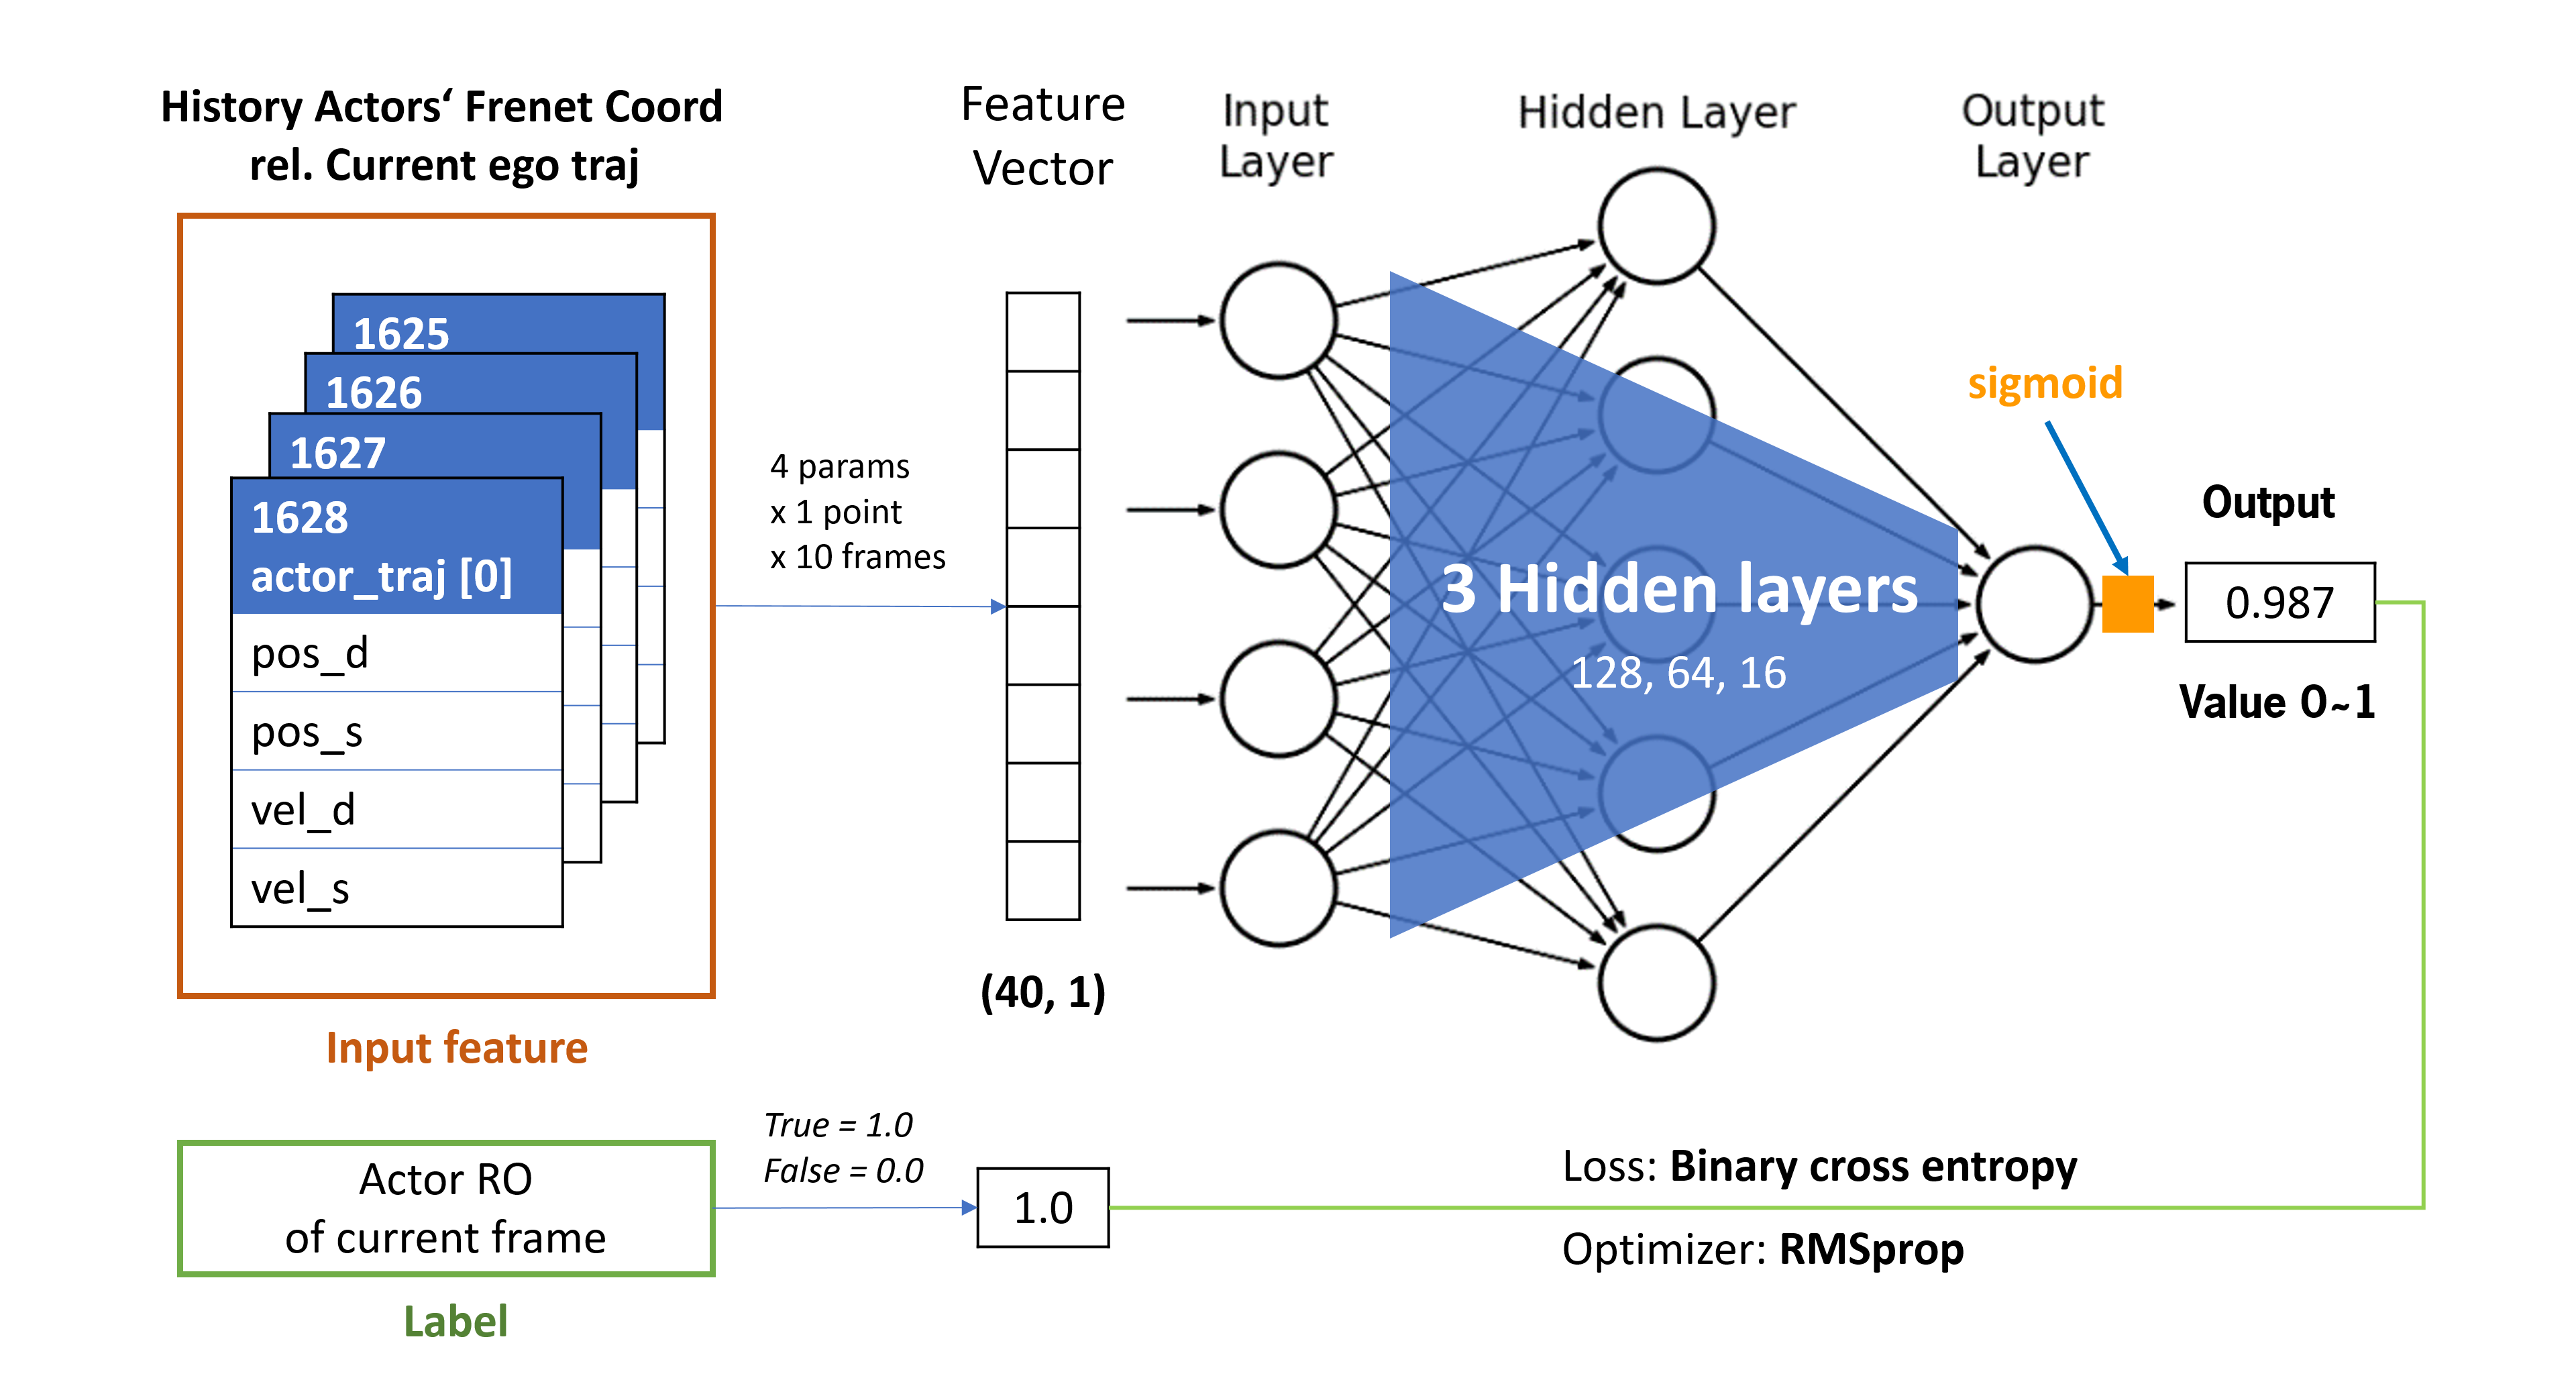 History Actors‘ Frenet Coord
rel. Current ego traj
1625
1626
1627
1628
actor_traj [0]
pos_d
pos_s
vel_d
vel_s
Input feature
4 params
x 1 point
x 10 frames
Feature
Vector
(40, 1)
Input
Layer
Hidden Layer
Output
Layer
3 Hidden layers
128, 64, 16
sigmoid
Output
0.987
Value 0~1
Actor RO
of current frame
Label
True = 1.0
False = 0.0
1.0
Loss: Binary cross entropy
Optimizer: RMSprop